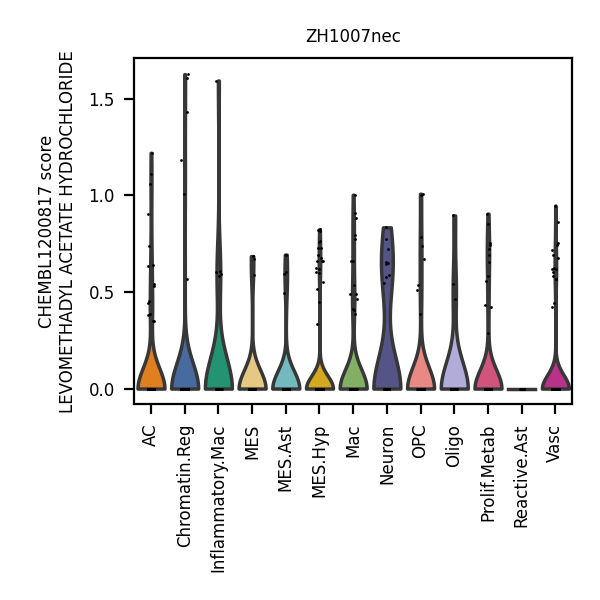 ZH1007nec
CHEMBL1200817 score
LEVOMETHADYL ACETATE HYDROCHLORIDE
1.5
1.0
0.5
0.0
AC
Chromatin.Reg
Inflammatory.Mac
MES
MES.Ast
MES.Hyp
Mac
Neuron
OPC
Oligo
Prolif.Metab
Reactive.Ast
Vasc